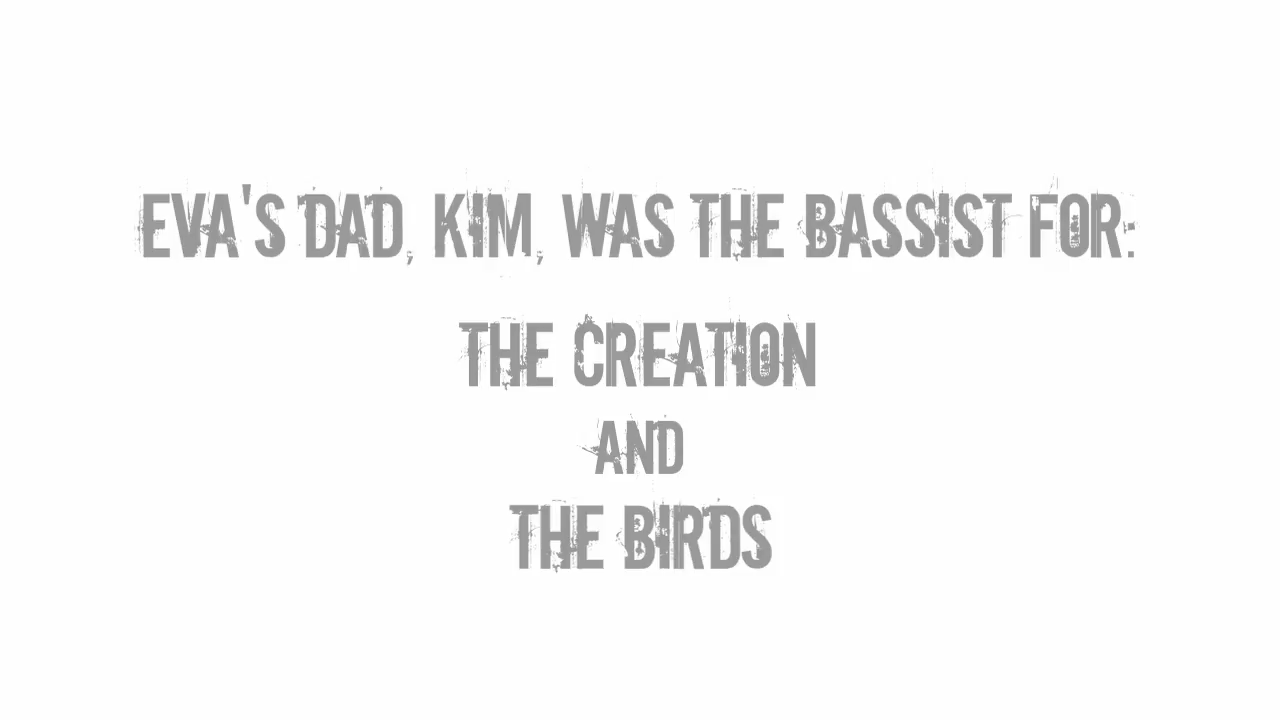 EVA'S DAD, KIM, WAS THE BASSIST FOR:
THE CREATION
AND
THE BIRDS